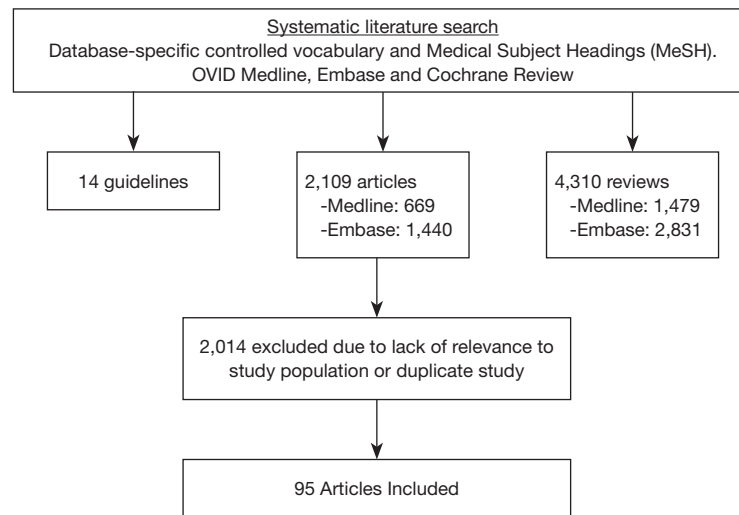 Systematic literature search
Database-specific controlled vocabulary and Medical Subject Headings (MeSH).
OVID Medline, Embase and Cochrane Review
14 guidelines
2,109 articles
-Medline: 669
-Embase: 1,440
4,310 reviews
-Medline: 1,479
-Embase: 2,831
2,014 excluded due to lack of relevance to
study population or duplicate study
95 Articles Included